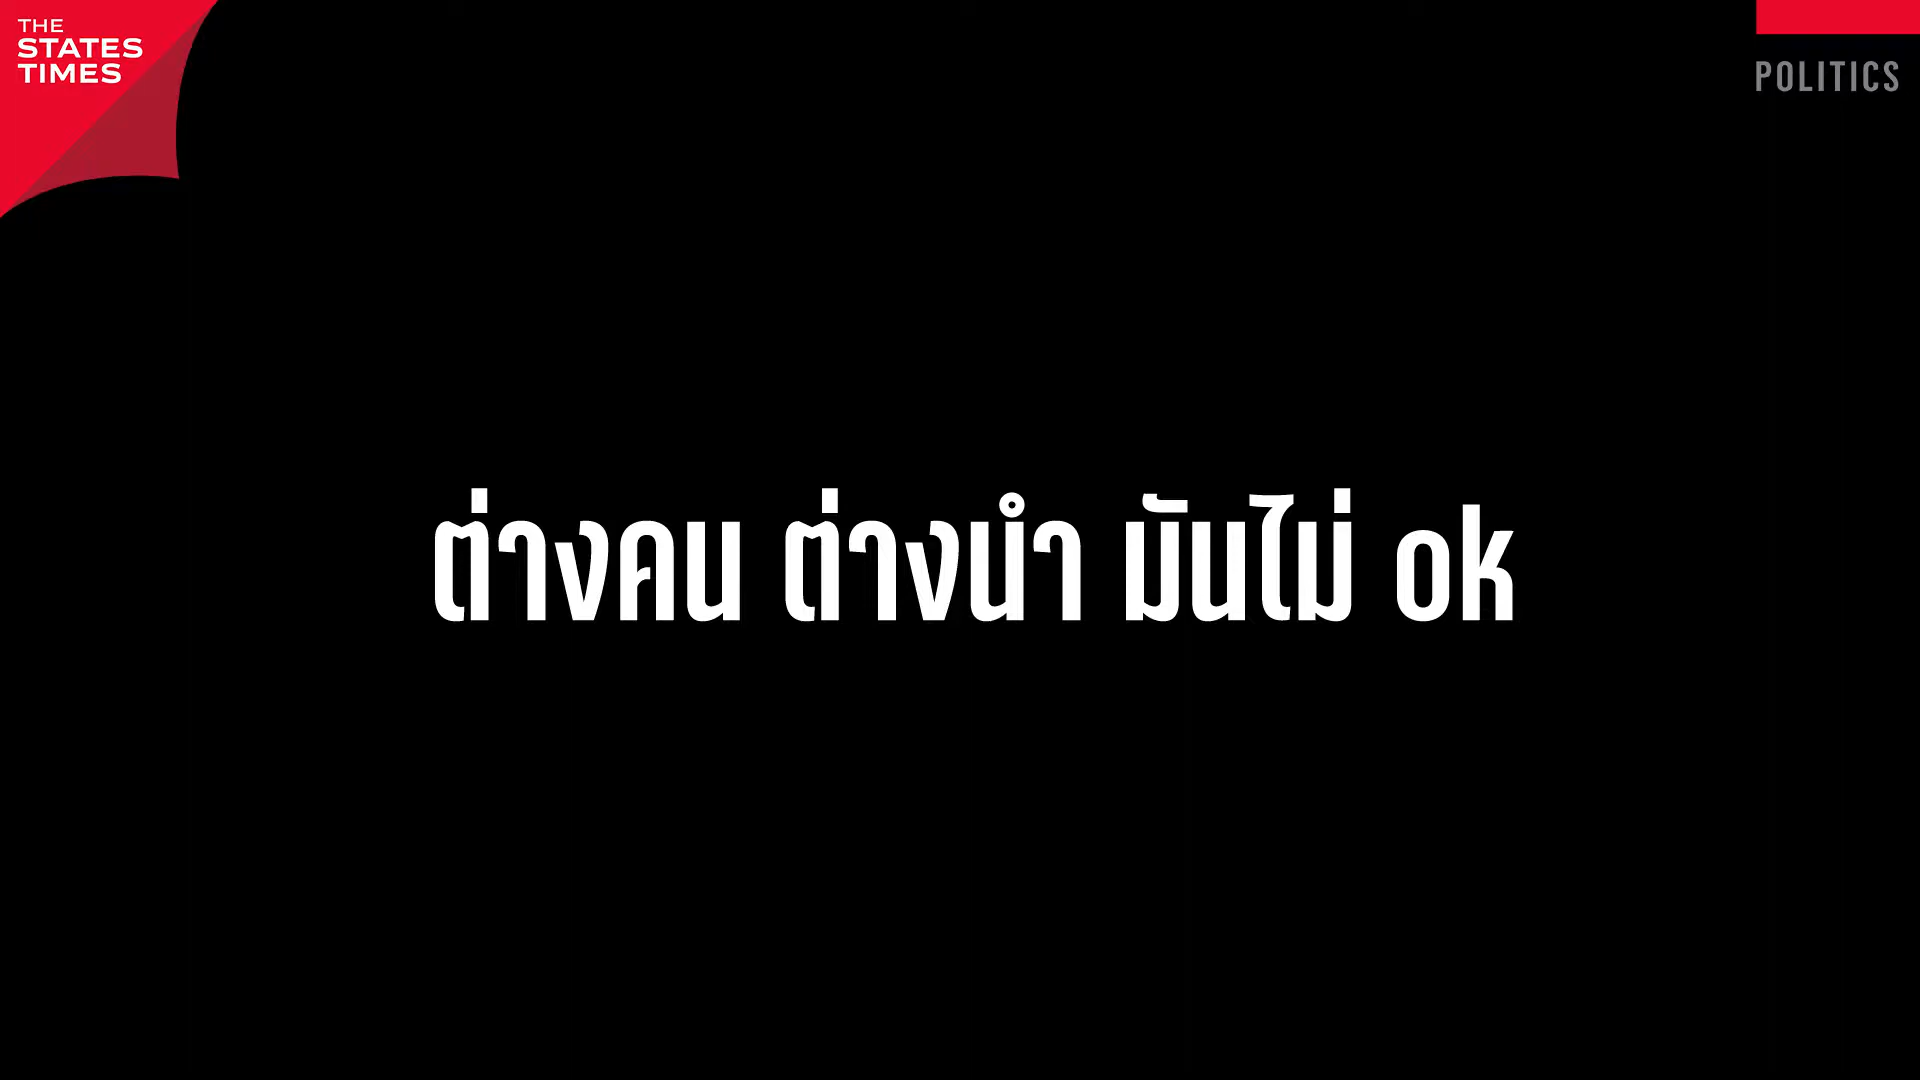 THE
STATES
TIMES
POLITICS
ต่างคน ต่างนำ มันไม่ ok